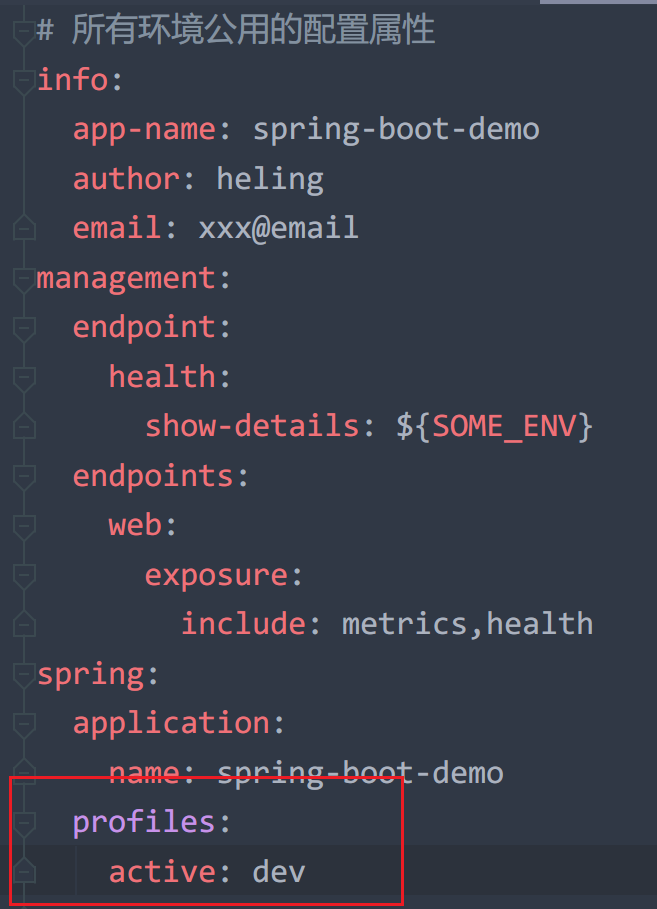 # 所有环境公用的配置属性
info:
  app-name: spring-boot-demo
  author: heling
  email: xxx@email
management:
  endpoint:
    health:
      show-details: ${SOME_ENV}
  endpoints:
    web:
      exposure:
        include: metrics,health
spring:
  application:
    name: spring-boot-demo
  profiles:
    active: dev